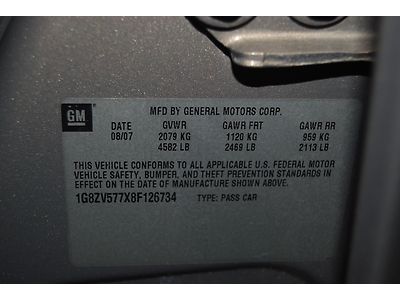 GM
MFD BY GENERAL MOTORS CORP.
DATE GVWR GAWR FRT GAWR RR
08/07 2079 KG 1120 KG 959 KG
4582 LB 2469 LB 2113 LB
THIS VEHICLE CONFORMS TO ALL APPLICABLE U.S. FEDERAL MOTOR
VEHICLE SAFETY, BUMPER, AND THEFT PREVENTION STANDARDS
IN EFFECT ON THE DATE OF MANUFACTURE SHOWN ABOVE.
1G8ZV577X8F126734 TYPE: PASS CAR